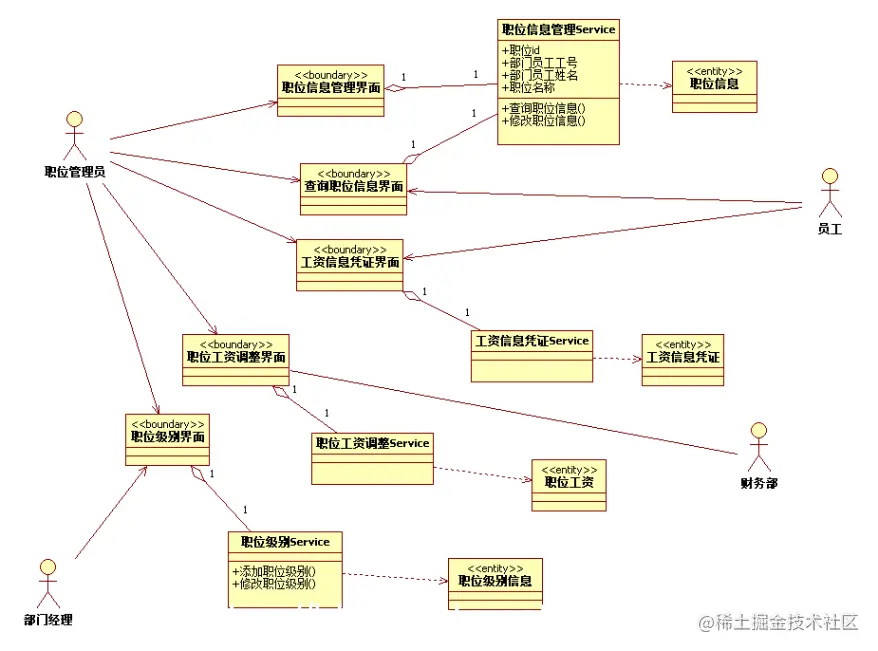 职位信息管理Service
+职位id
+部门员工工号
+部门员工姓名
+职位名称
+查询职位信息()
+修改职位信息()
<<boundary>>
职位信息管理界面
1
1
<<entity>>
职位信息
职位管理员
1
1
<<boundary>>
查询职位信息界面
员工
<<boundary>>
工资信息凭证界面
1
1
工资信息凭证Service
<<entity>>
工资信息凭证
<<boundary>>
职位工资调整界面
1
1
职位工资调整Service
<<entity>>
职位工资
财务部
<<boundary>>
职位级别界面
1
1
职位级别Service
+添加职位级别()
+修改职位级别()
<<entity>>
职位级别信息
部门经理
@稀土掘金技术社区